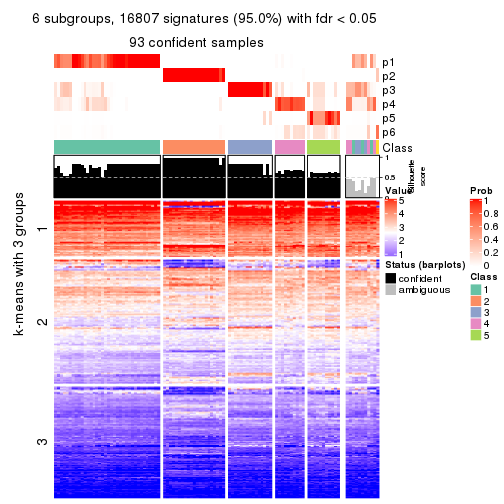 6 subgroups, 16807 signatures (95.0%) with fdr < 0.05
93 confident samples
p1
p2
p3
p4
p5
p6
Class
1
0.5
0
Silhouette
score
k-means with 3 groups
1
2
3
Value
5
4
3
2
1
Status (barplots)
confident
ambiguous
Prob
1
0.8
0.6
0.4
0.2
0
Class
1
2
3
4
5